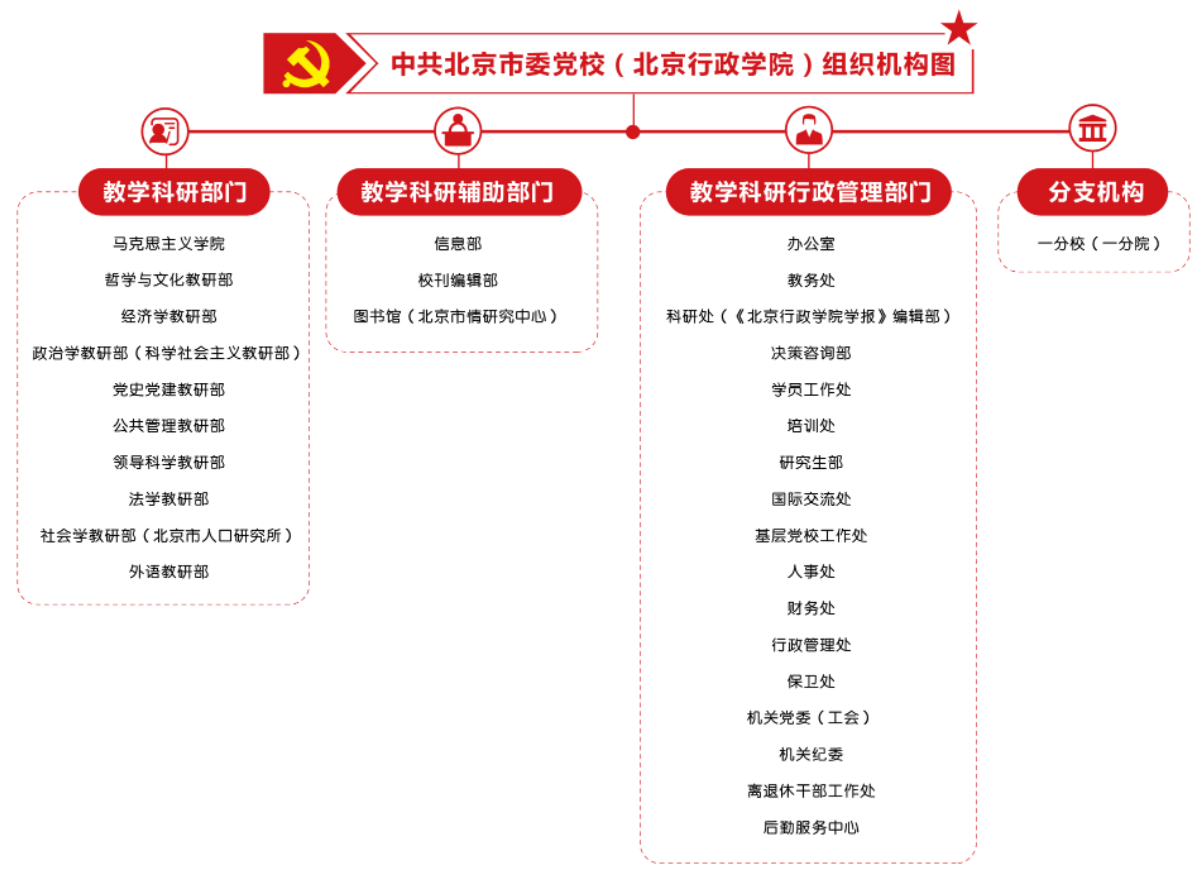 中共北京市委党校（北京行政学院）组织机构图
教学科研部门
马克思主义学院
哲学与文化教研部
经济学教研部
政治学教研部（科学社会主义教研部）
党史党建教研部
公共管理教研部
领导科学教研部
法学教研部
社会学教研部（北京市人口研究所）
外语教研部
教学科研辅助部门
信息部
校刊编辑部
图书馆（北京市情研究中心）
教学科研行政管理部门
办公室
教务处
科研处（《北京行政学院学报》编辑部）
决策咨询部
学员工作处
培训处
研究生部
国际交流处
基层党校工作处
人事处
财务处
行政管理处
保卫处
机关党委（工会）
机关纪委
离退休干部工作处
后勤服务中心
分支机构
一分校（一分院）